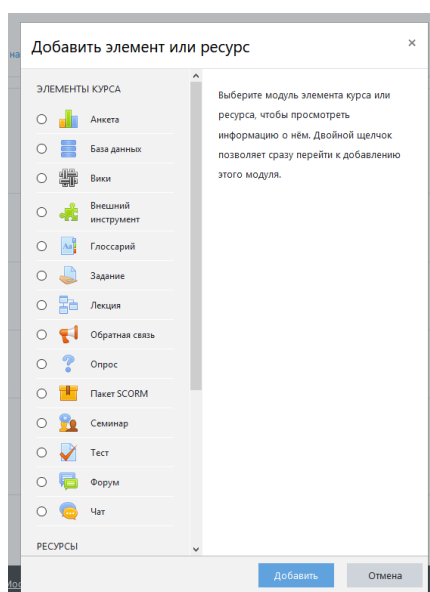 на
Добавить элемент или ресурс
×
ЭЛЕМЕНТЫ КУРСА
Анкета
База данных
Вики
Внешний
инструмент
Глоссарий
Задание
Лекция
Обратная связь
Опрос
Пакет SCORM
Семинар
Тест
Форум
Чат
РЕСУРСЫ
Выберите модуль элемента курса или
ресурса, чтобы просмотреть
информацию о нём. Двойной щелчок
позволяет сразу перейти к добавлению
этого модуля.
Добавить
Отмена